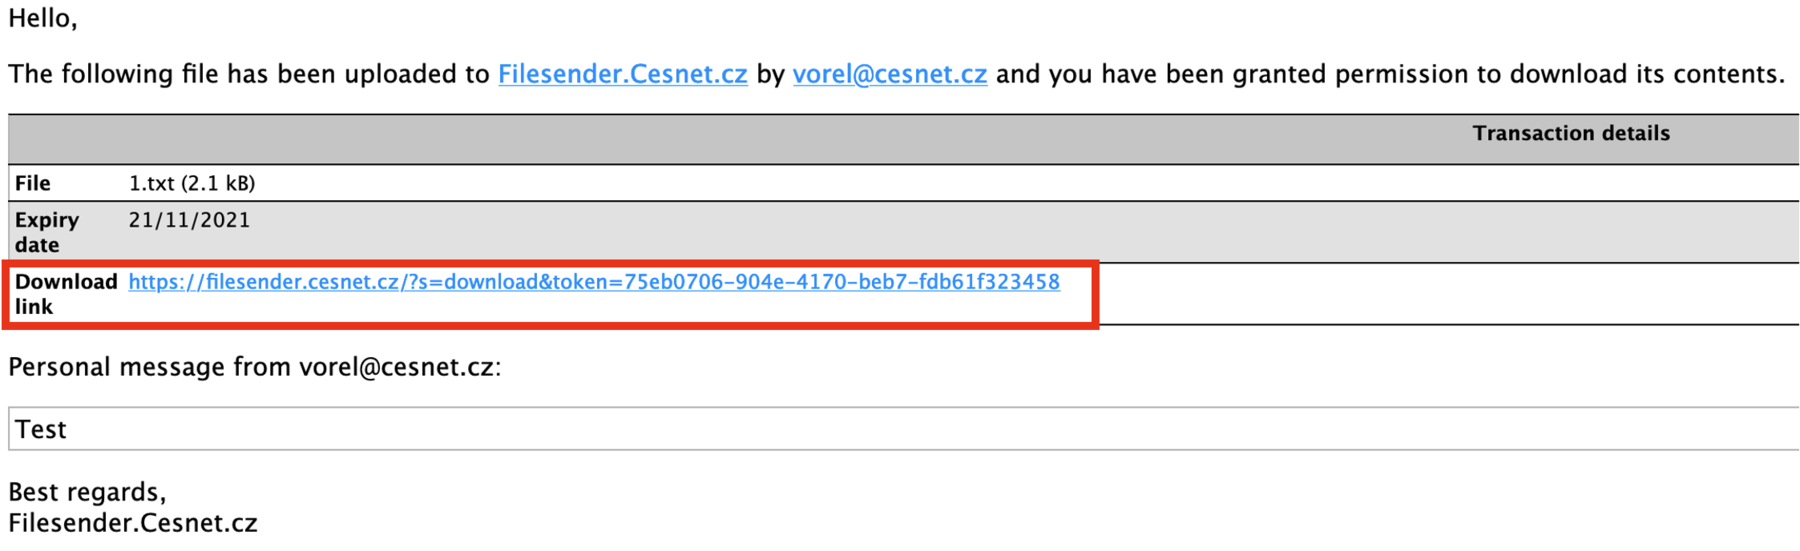 Hello,
The following file has been uploaded to Filesender.Cesnet.cz by vorel@cesnet.cz and you have been granted permission to download its contents.
Transaction details
File 1.txt (2.1 kB)
Expiry date 21/11/2021
Download link https://filesender.cesnet.cz/?s=download&token=75eb0706-904e-4170-beb7-fdb61f323458
Personal message from vorel@cesnet.cz:
Test
Best regards,
Filesender.Cesnet.cz